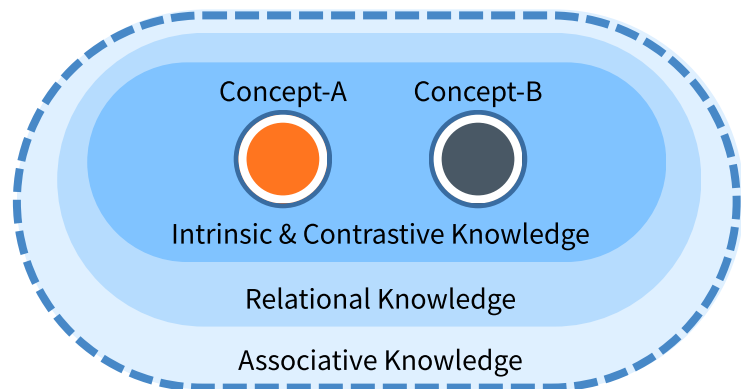 Concept-A Concept-B
Intrinsic & Contrastive Knowledge
Relational Knowledge
Associative Knowledge